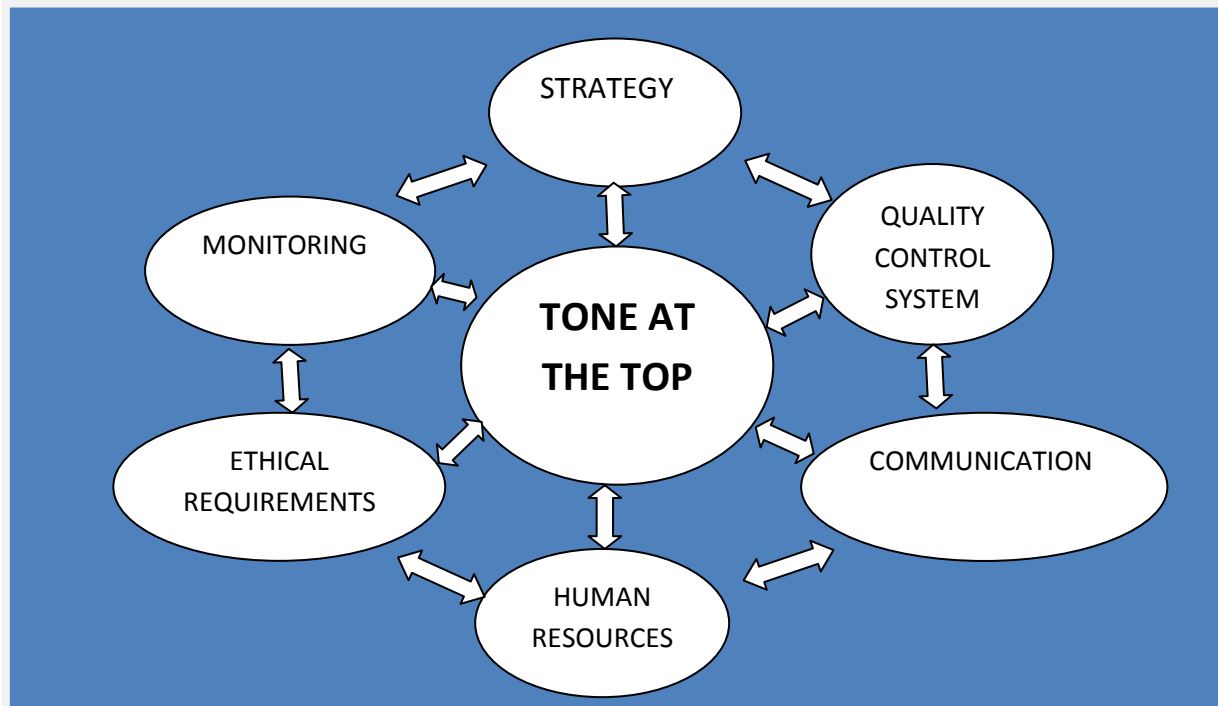 STRATEGY
MONITORING
QUALITY
CONTROL
SYSTEM
TONE AT
THE TOP
ETHICAL
REQUIREMENTS
COMMUNICATION
HUMAN
RESOURCES